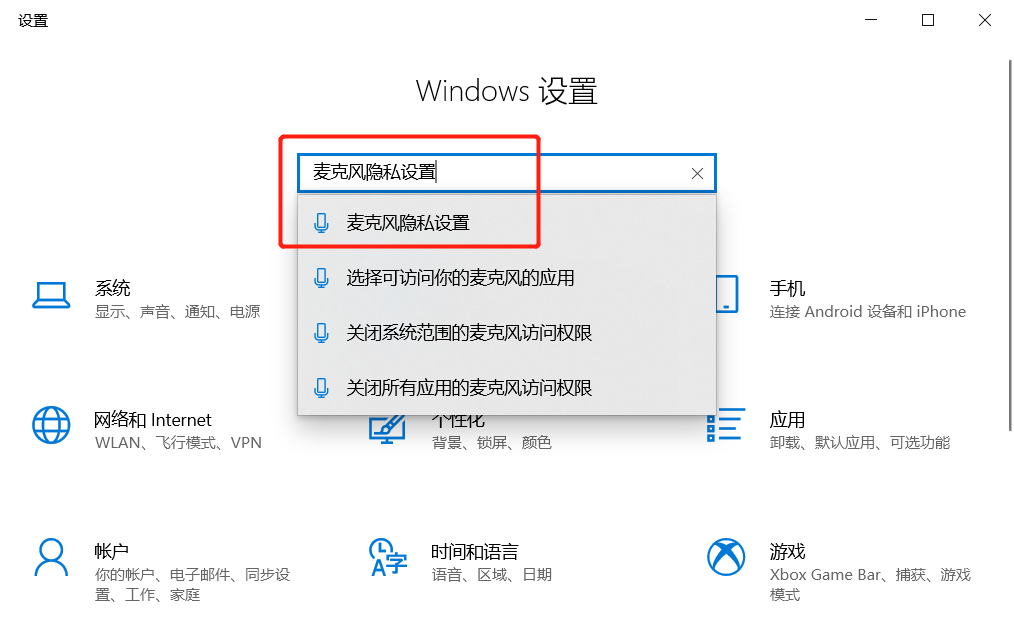 设置
Windows 设置
麦克风隐私设置
麦克风隐私设置
选择可访问你的麦克风的应用
关闭系统范围的麦克风访问权限
关闭所有应用的麦克风访问权限
系统
显示、声音、通知、电源
手机
连接 Android 设备和 iPhone
网络和 Internet
WLAN、飞行模式、VPN
个性化
背景、锁屏、颜色
应用
卸载、默认应用、可选功能
帐户
你的帐户、电子邮件、同步设
置、工作、家庭
时间和语言
语音、区域、日期
游戏
Xbox Game Bar、捕获、游戏
模式